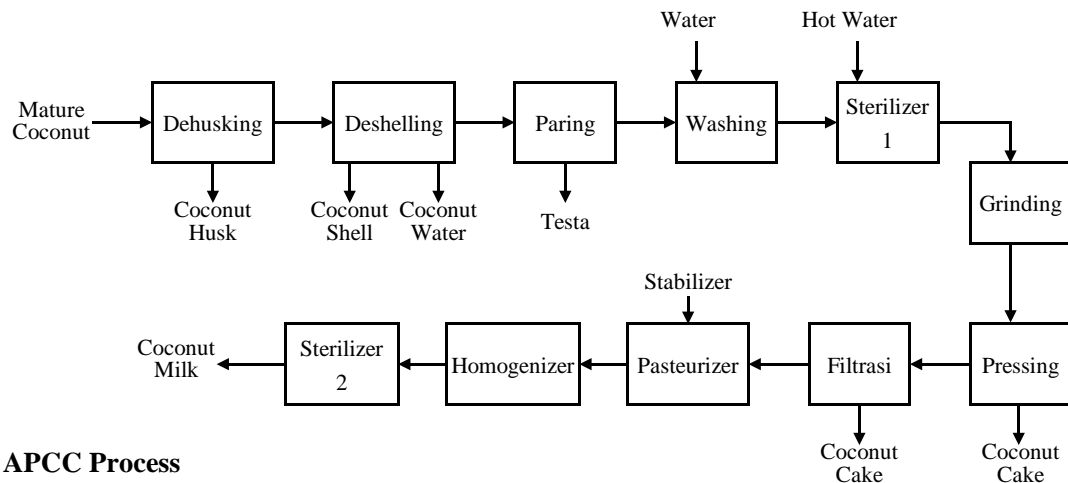 Water
Hot Water
Mature
Coconut
Dehusking
Deshelling
Paring
Washing
Sterilizer
1
Coconut
Husk
Coconut
Shell
Coconut
Water
Testa
Grinding
Stabilizer
Coconut
Milk
Sterilizer
2
Homogenizer
Pasteurizer
Filtrasi
Pressing
Coconut
Cake
Coconut
Cake
APCC Process